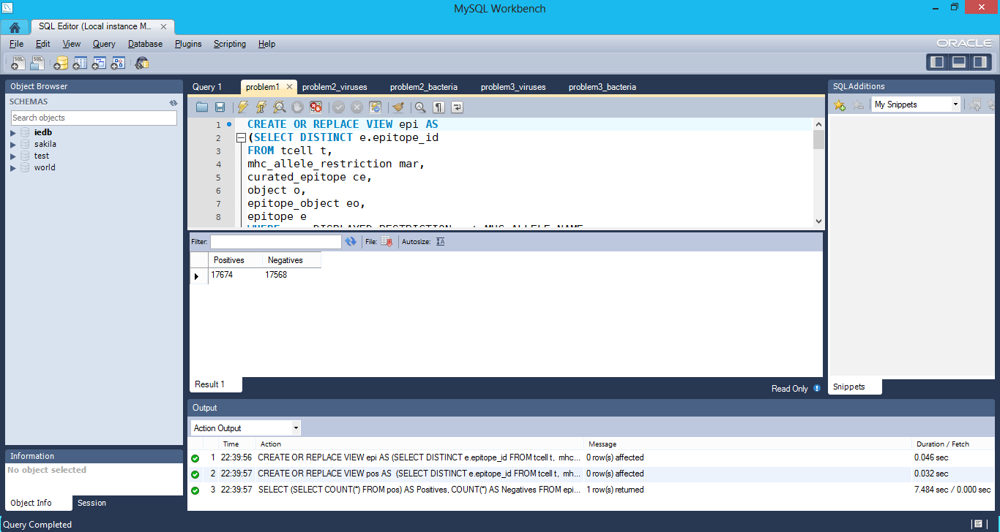 MySQL Workbench
SQL Editor (Local instance M...
File Edit View Query Database Plugins Scripting Help
ORACLE
SQL SQL
Object Browser
SCHEMAS
Search objects
iedb
sakila
test
world
Information
No object selected
Object Info Session
Query 1 problem1 problem2_viruses problem2_bacteria problem3_viruses problem3_bacteria
1 CREATE OR REPLACE VIEW epi AS
2 (SELECT DISTINCT e.epitope_id
3 FROM tcell t,
4 mhc_allele_restriction mar,
5 curated_epitope ce,
6 object o,
7 epitope_object eo,
8 epitope e
Filter: File: Autosize:
Positives Negatives
17674 17568
Result 1
Read Only
SQLAdditions
My Snippets
Snippets
Output
Action Output
Time Action Message Duration / Fetch
1 22:39:56 CREATE OR REPLACE VIEW epi AS (SELECT DISTINCT e.epitope_id FROM tcell t, mhc... 0 row(s) affected 0.046 sec
2 22:39:57 CREATE OR REPLACE VIEW pos AS (SELECT DISTINCT e.epitope_id FROM tcell t, mh... 0 row(s) affected 0.032 sec
3 22:39:57 SELECT (SELECT COUNT(*) FROM pos) AS Positives, COUNT(*) AS Negatives FROM epi... 1 row(s) returned 7.484 sec / 0.000 sec
Query Completed